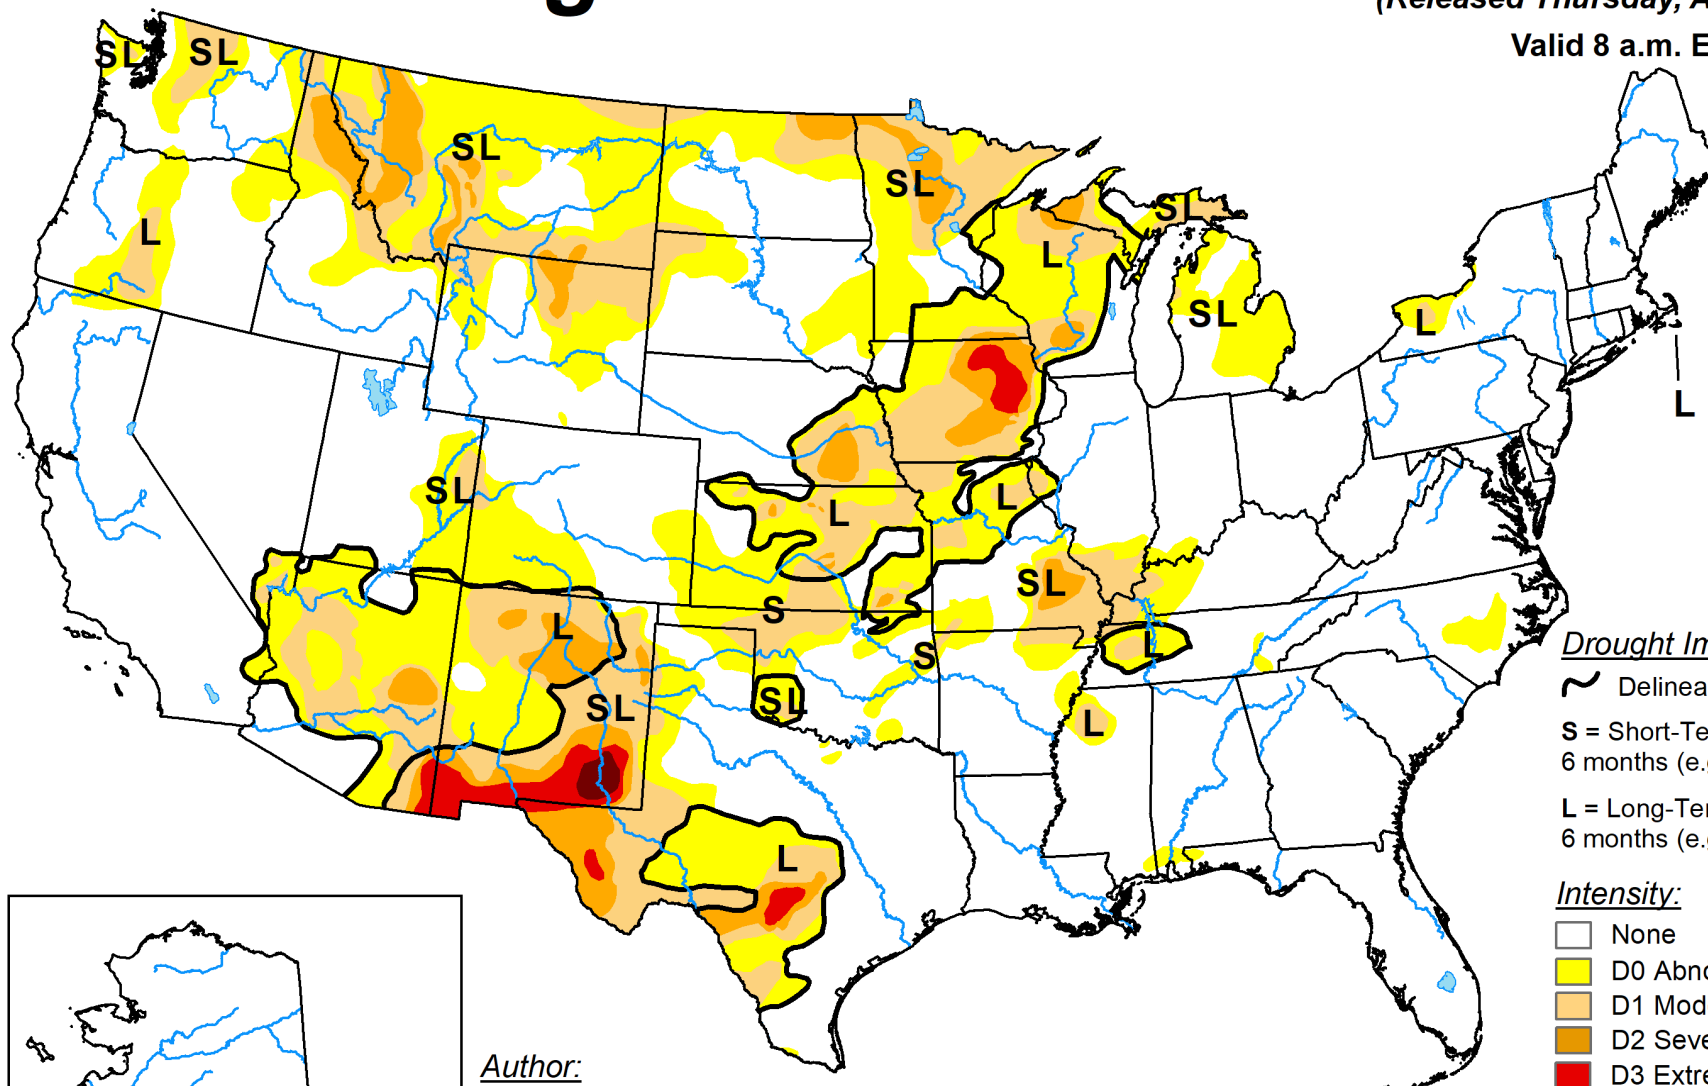 (Released Thursday, A
Valid 8 a.m. E
SL
SL
SL
SL
SL
L
L
SL
L
L
SL
L
L
SL
S
L
S
L
SL
SL
L
L
Drought Im
Delinea
S = Short-Te
6 months (e.g
L = Long-Ter
6 months (e.g
Intensity:
None
D0 Abno
D1 Mod
D2 Seve
D3 Extre
Author: